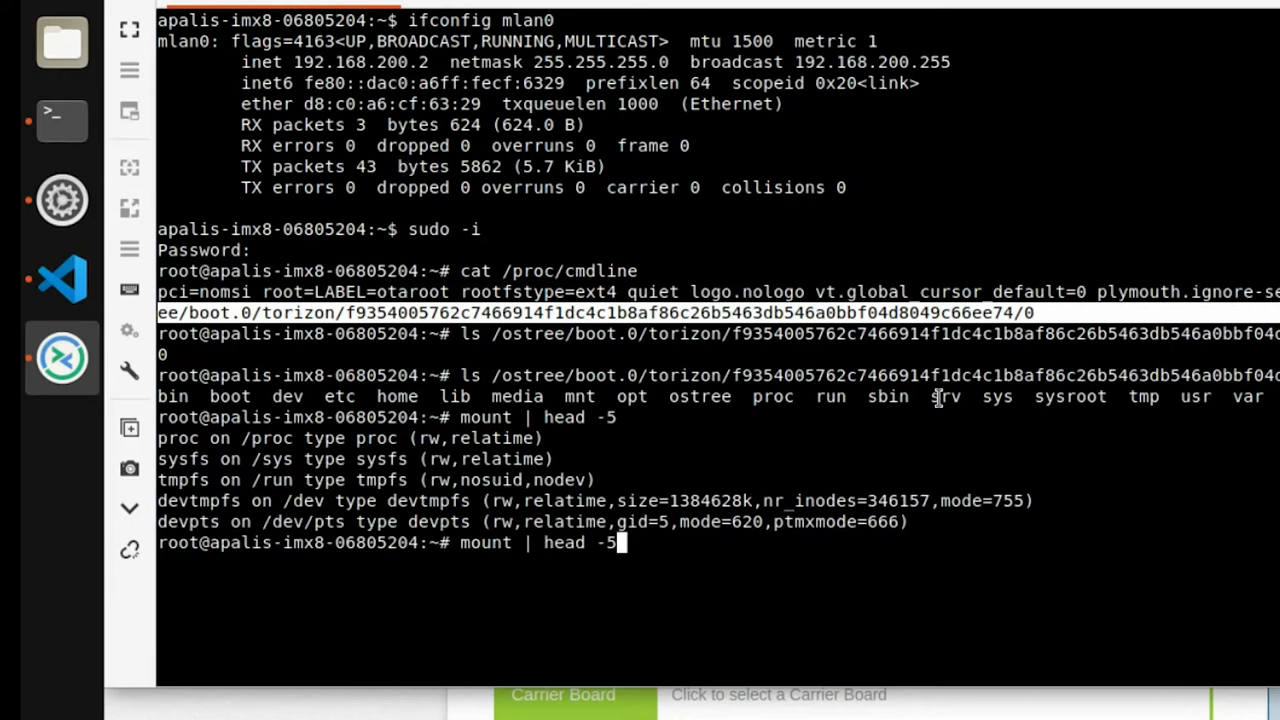 apalis-imx8-06805204:~$ ifconfig mlan0
mlan0: flags=4163<UP,BROADCAST,RUNNING,MULTICAST>  mtu 1500  metric 1
        inet 192.168.200.2  netmask 255.255.255.0  broadcast 192.168.200.255
        inet6 fe80::dac0:a6ff:fecf:6329  prefixlen 64  scopeid 0x20<link>
        ether d8:c0:a6:cf:63:29  txqueuelen 1000  (Ethernet)
        RX packets 3  bytes 624 (624.0 B)
        RX errors 0  dropped 0  overruns 0  frame 0
        TX packets 43  bytes 5862 (5.7 KiB)
        TX errors 0  dropped 0 overruns 0  carrier 0  collisions 0
apalis-imx8-06805204:~$ sudo -i
Password:
root@apalis-imx8-06805204:~# cat /proc/cmdline
pci=nomsi root=LABEL=otaroot rootfstype=ext4 quiet logo.nologo vt.global_cursor_default=0 plymouth.ignore-se
ee/boot.0/torizon/f9354005762c7466914f1dc4c1b8af86c26b5463db546a0bbf04d8049c66ee74/0
root@apalis-imx8-06805204:~# ls /ostree/boot.0/torizon/f9354005762c7466914f1dc4c1b8af86c26b5463db546a0bbf04d
0
root@apalis-imx8-06805204:~# ls /ostree/boot.0/torizon/f9354005762c7466914f1dc4c1b8af86c26b5463db546a0bbf04d
bin  boot  dev  etc  home  lib  media  mnt  opt  ostree  proc  run  sbin  srv  sys  sysroot  tmp  usr  var
root@apalis-imx8-06805204:~# mount | head -5
proc on /proc type proc (rw,relatime)
sysfs on /sys type sysfs (rw,relatime)
tmpfs on /run type tmpfs (rw,nosuid,nodev)
devtmpfs on /dev type devtmpfs (rw,relatime,size=1384628k,nr_inodes=346157,mode=755)
devpts on /dev/pts type devpts (rw,relatime,gid=5,mode=620,ptmxmode=666)
root@apalis-imx8-06805204:~# mount | head -5
Carrier Board
Click to select a Carrier Board